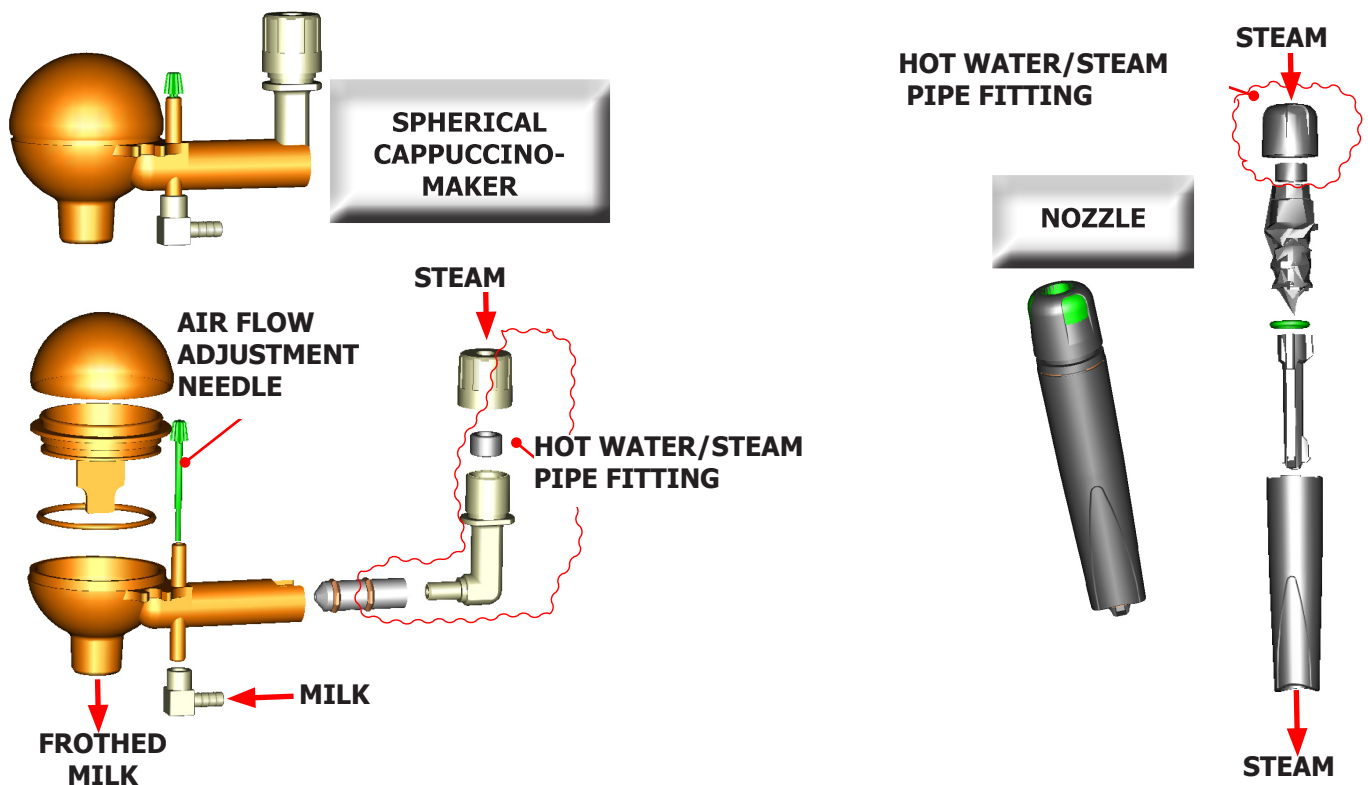 SPHERICAL
CAPPUCCINO-
MAKER
STEAM
AIR FLOW
ADJUSTMENT
NEEDLE
HOT WATER/STEAM
PIPE FITTING
MILK
FROTHED
MILK
STEAM
HOT WATER/STEAM
PIPE FITTING
NOZZLE
STEAM